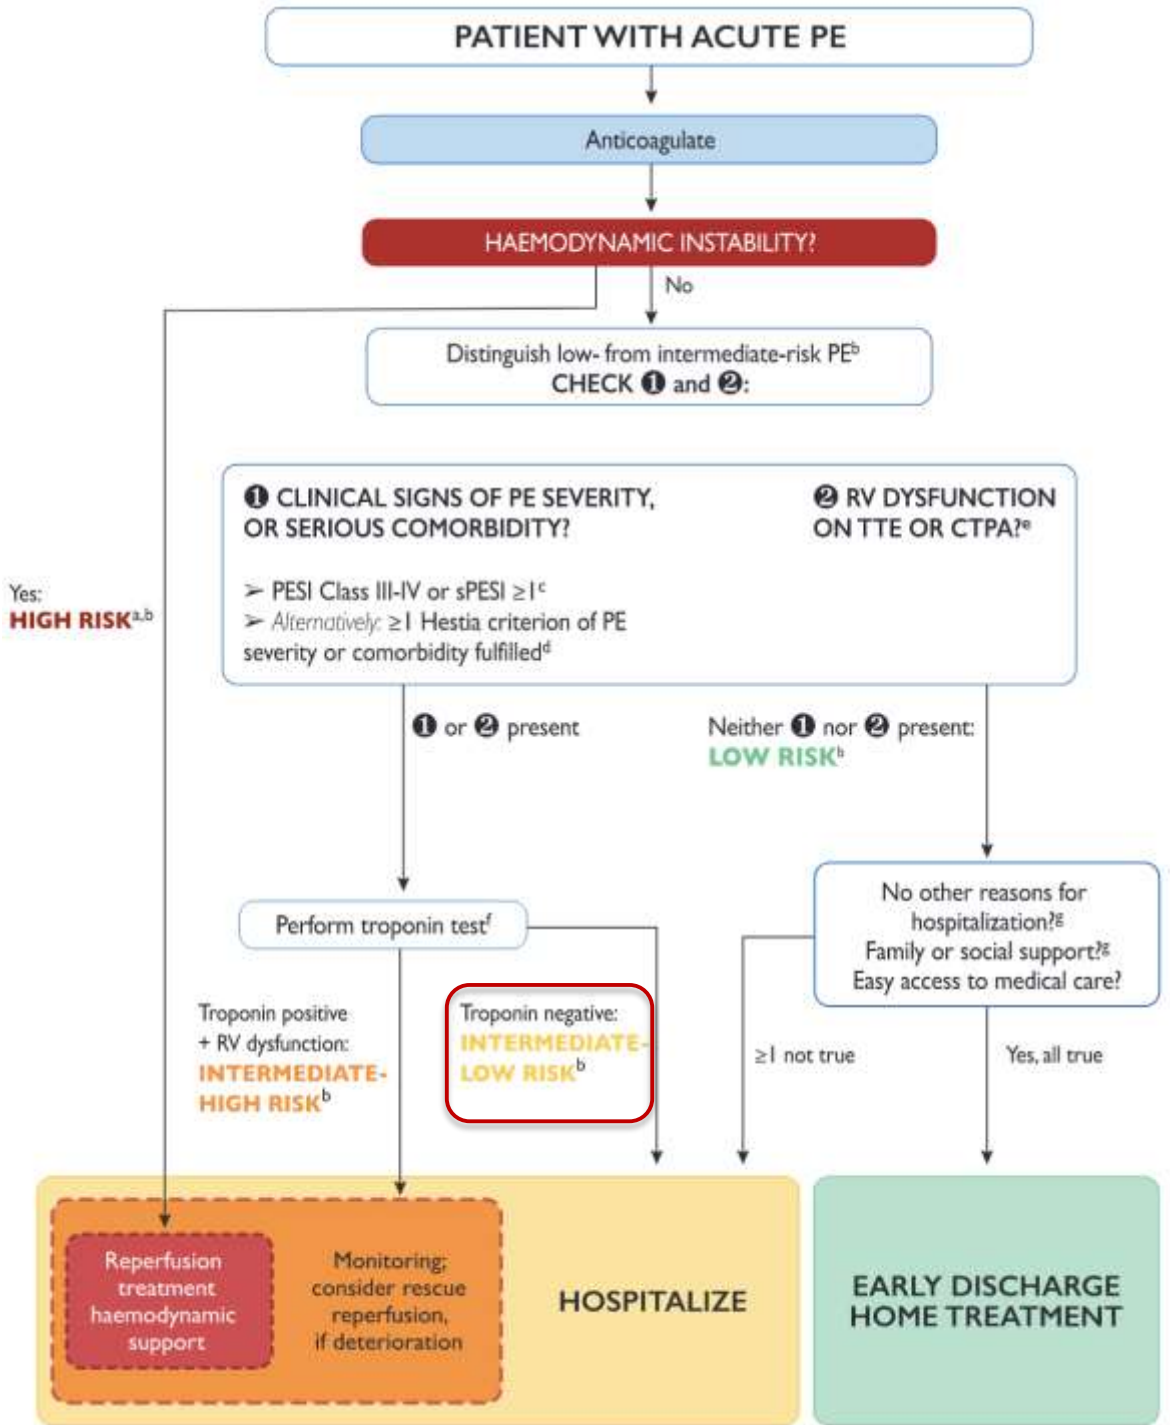 PATIENT WITH ACUTE PE
Anticoagulate
HAEMODYNAMIC INSTABILITY?
No
Distinguish low- from intermediate-risk PEᵇ
CHECK ❶ and ❷:
❶ CLINICAL SIGNS OF PE SEVERITY,
OR SERIOUS COMORBIDITY?
➢ PESI Class III-IV or sPESI ≥1ᶜ
➢ Alternatively: ≥1 Hestia criterion of PE
severity or comorbidity fulfilledᵈ
❷ RV DYSFUNCTION
ON TTE OR CTPA?ᵉ
Yes:
HIGH RISKᵃ,ᵇ
❶ or ❷ present
Neither ❶ nor ❷ present:
LOW RISKᵇ
Perform troponin testᶠ
No other reasons for
hospitalization?ᵍ
Family or social support?ᵍ
Easy access to medical care?
Troponin positive
+ RV dysfunction:
INTERMEDIATE-
HIGH RISKᵇ
Troponin negative:
INTERMEDIATE-
LOW RISKᵇ
≥1 not true
Yes, all true
Reperfusion
treatment
haemodynamic
support
Monitoring;
consider rescue
reperfusion,
if deterioration
HOSPITALIZE
EARLY DISCHARGE
HOME TREATMENT